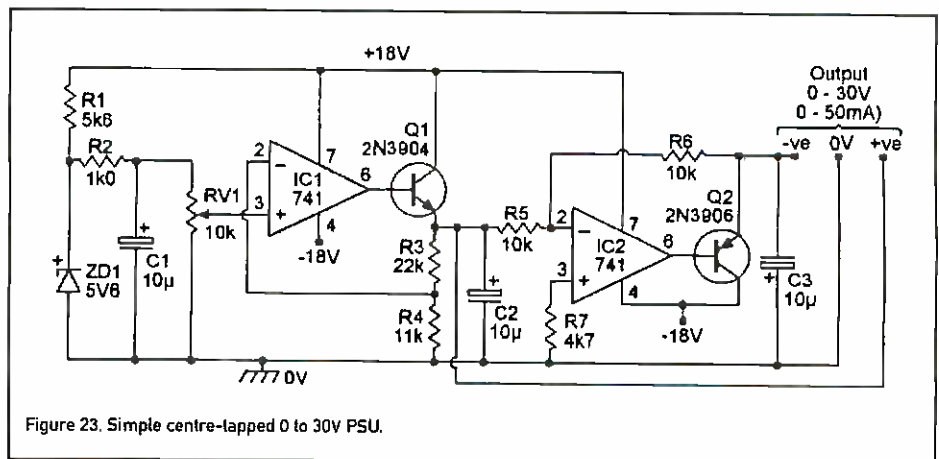 +18V
Output
0 - 30V
0 - 50mA)
-ve
0V
+ve
R1
5k6
R2
1k0
ZD1
5V6
C1
10µ
RV1
10k
2
3
IC1
741
7
4
6
-18V
Q1
2N3904
R3
22k
R4
11k
C2
10µ
R5
10k
R6
10k
2
3
IC2
741
7
4
6
R7
4k7
Q2
2N3906
-18V
C3
10µ
0V
Figure 23. Simple centre-tapped 0 to 30V PSU.